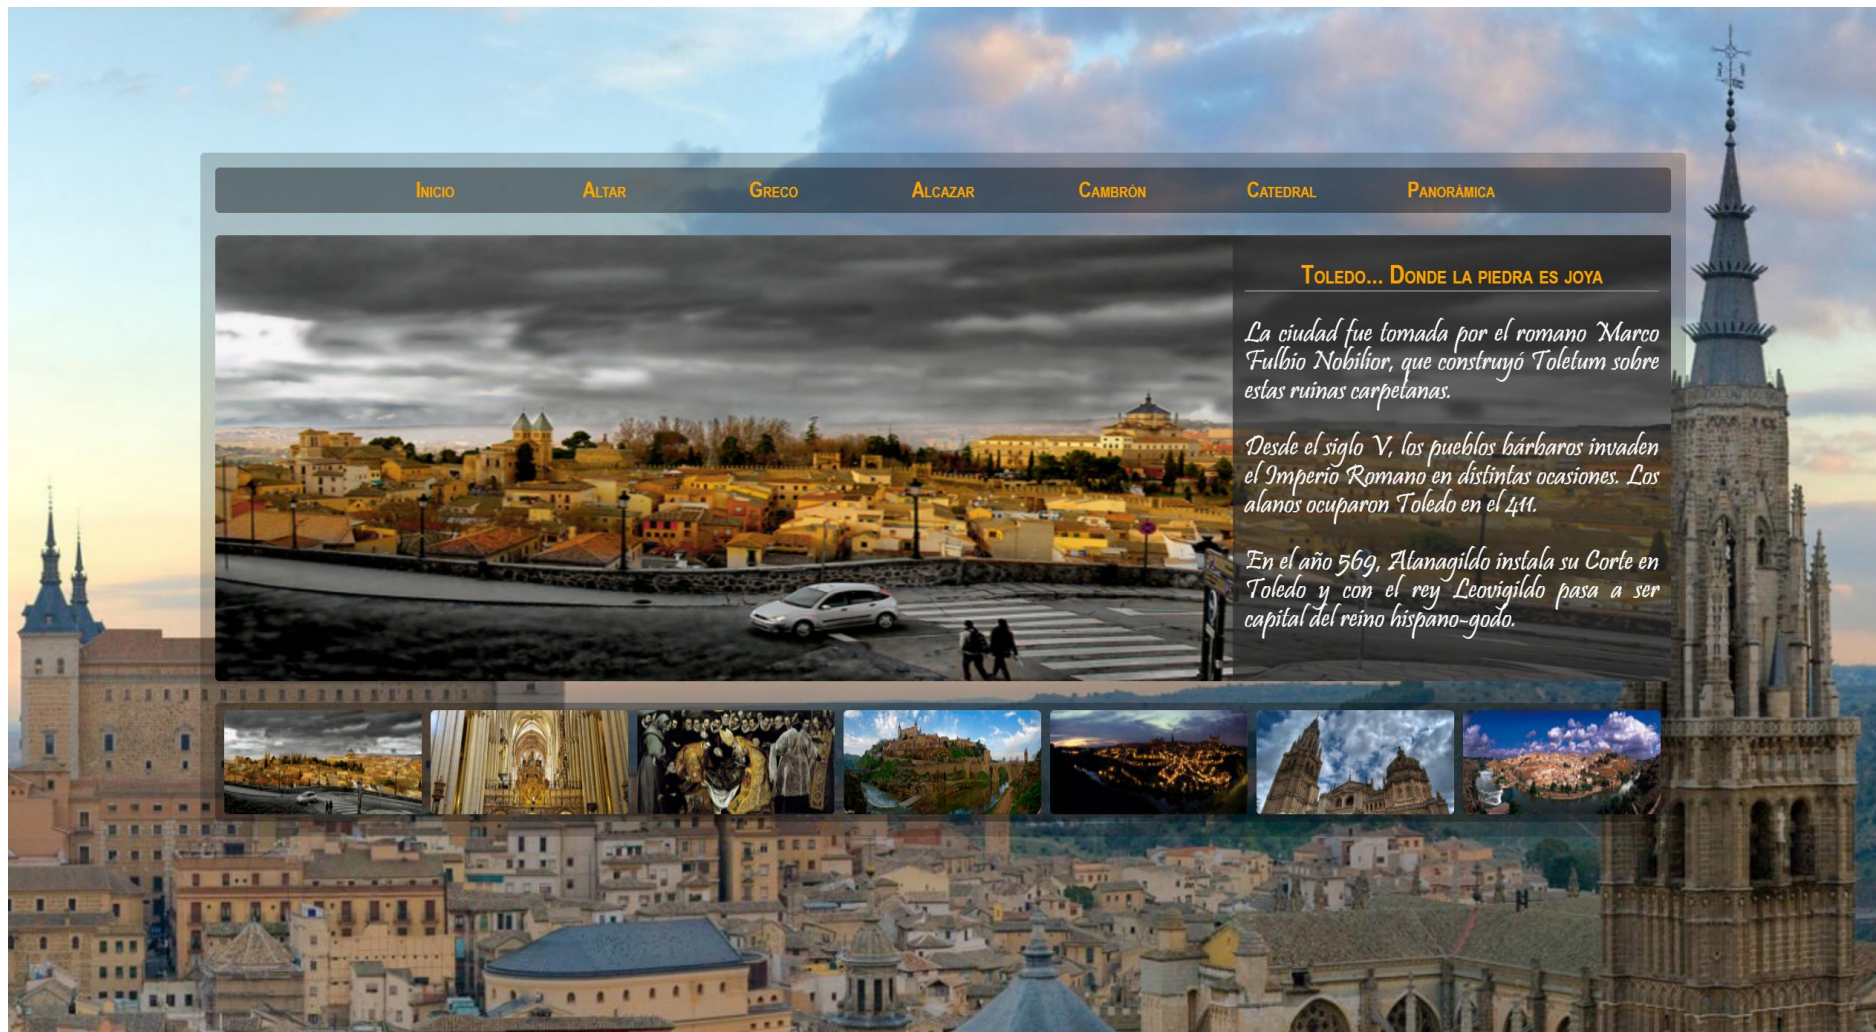 Inicio Altar Greco Alcazar Cambrón Catedral Panorámica
Toledo... Donde la piedra es joya
La ciudad fue tomada por el romano Marco
Fulbio Nobilior, que construyó Toletum sobre
estas ruinas carpetanas.
Desde el siglo V, los pueblos bárbaros invaden
el Imperio Romano en distintas ocasiones. Los
alanos ocuparon Toledo en el 411.
En el año 569, Atanagildo instala su Corte en
Toledo y con el rey Leovigildo pasa a ser
capital del reino hispano-godo.